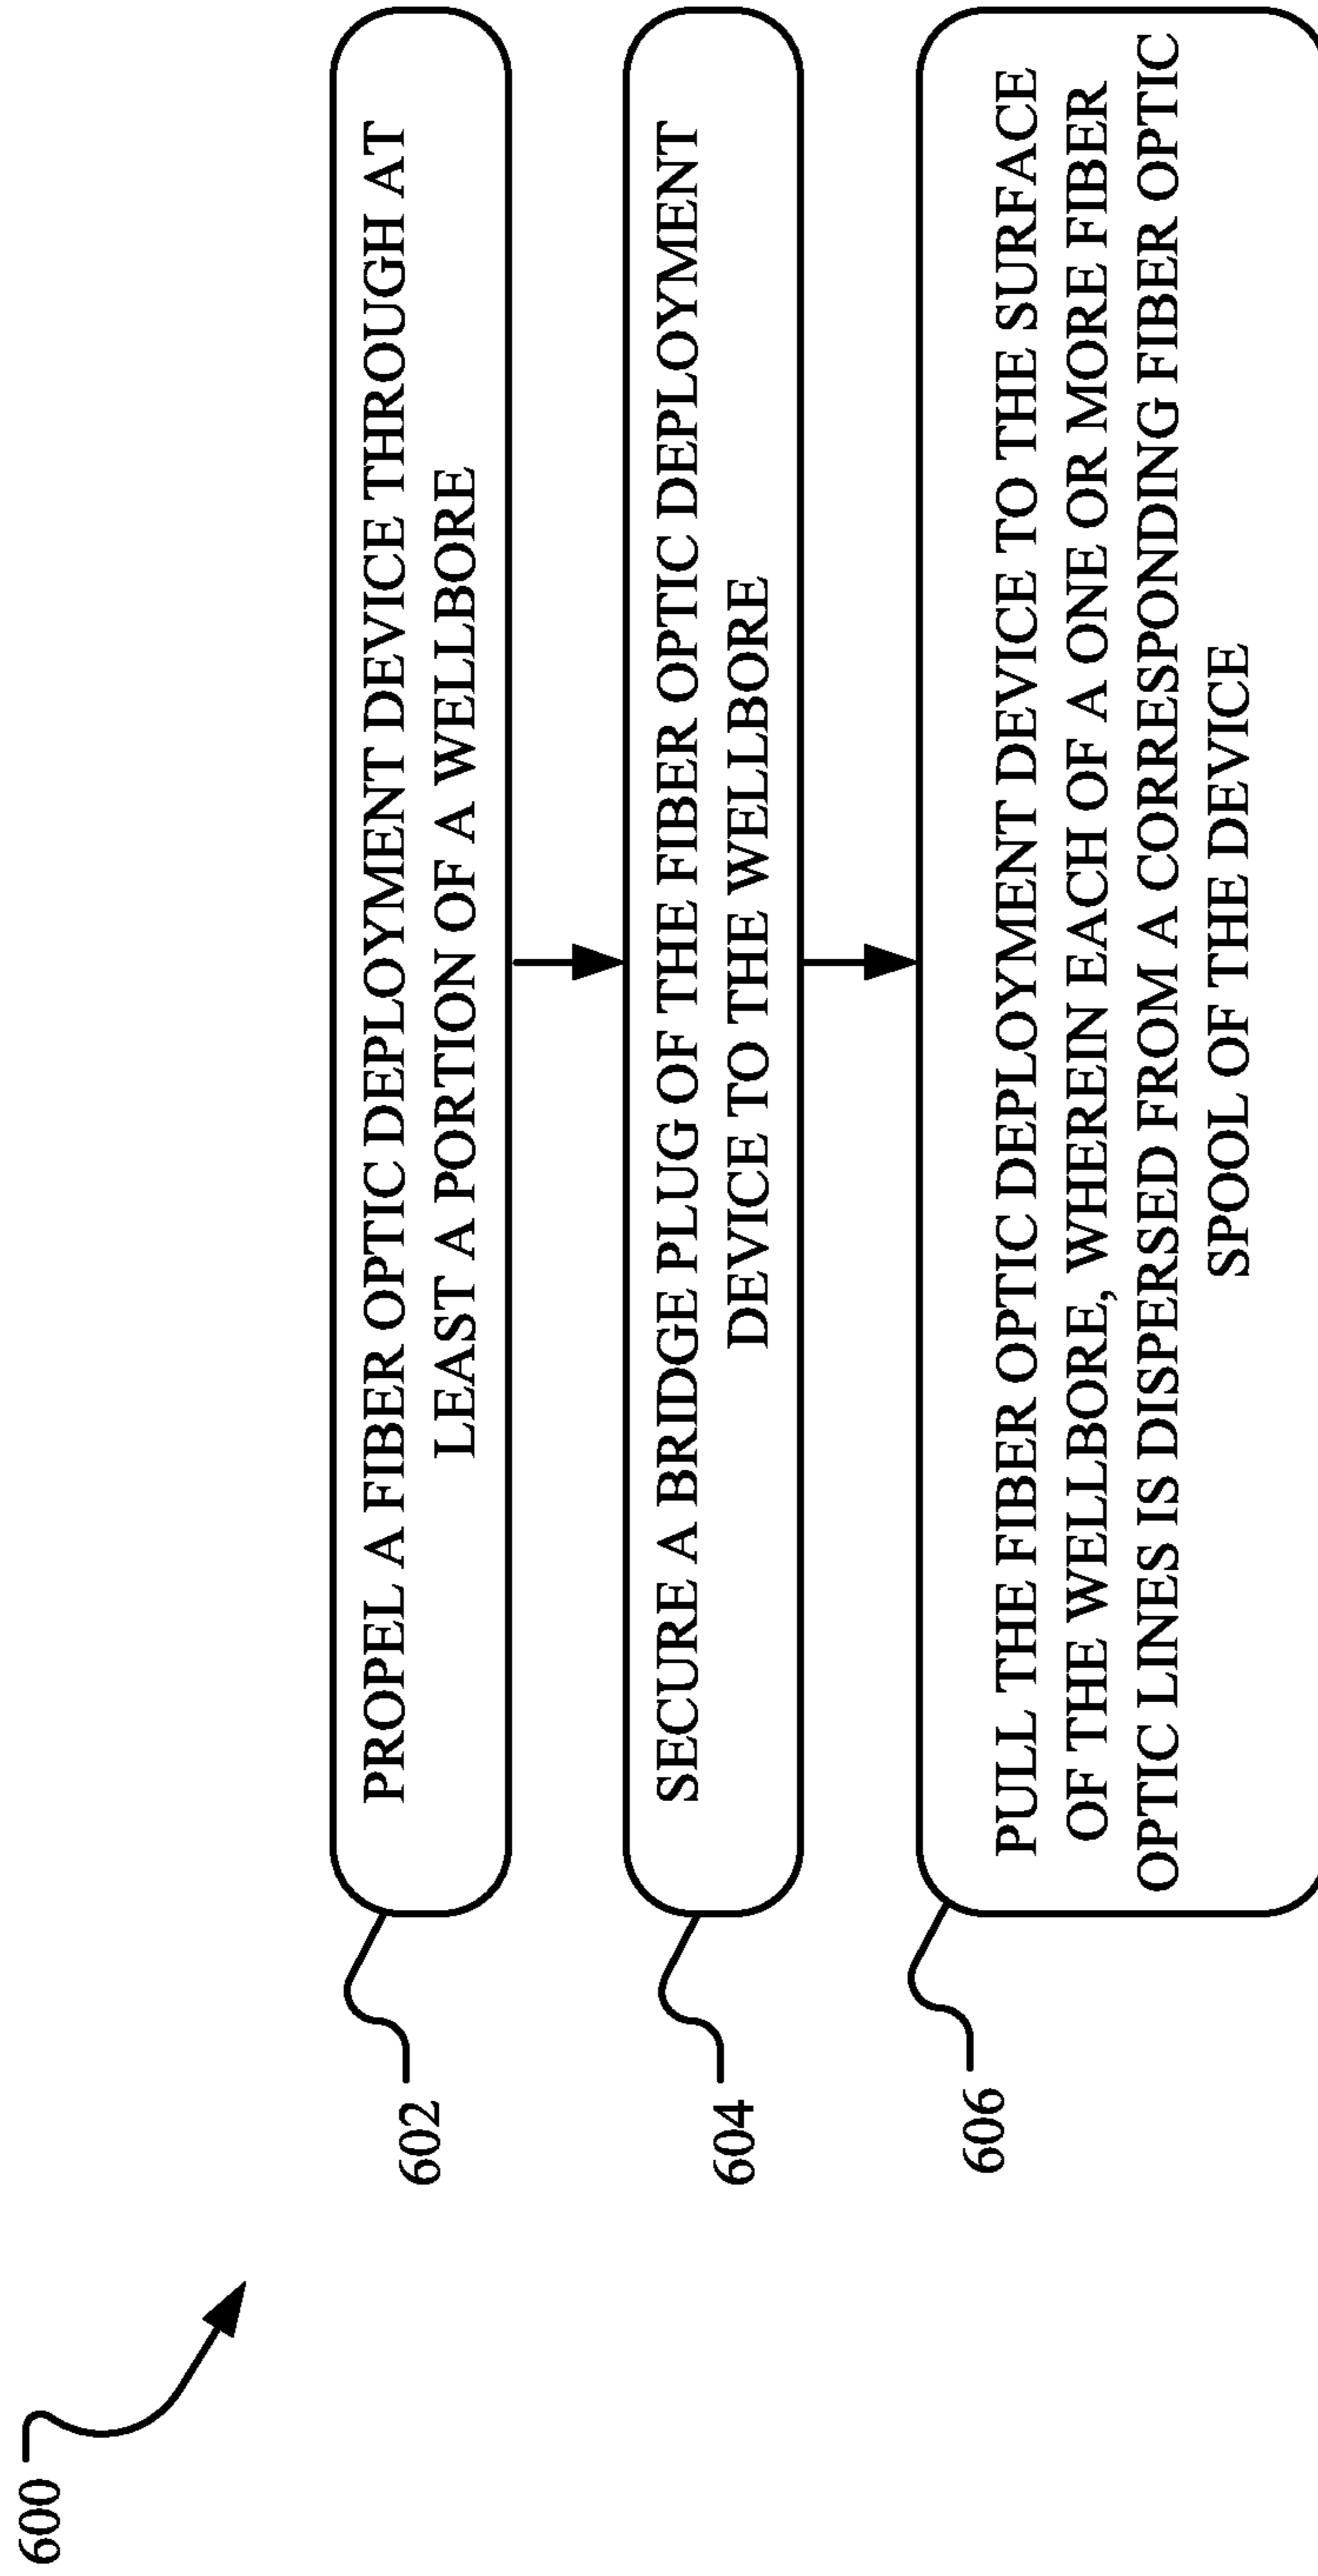 600
602
PROPEL A FIBER OPTIC DEPLOYMENT DEVICE THROUGH AT
LEAST A PORTION OF A WELLBORE
604
SECURE A BRIDGE PLUG OF THE FIBER OPTIC DEPLOYMENT
DEVICE TO THE WELLBORE
606
PULL THE FIBER OPTIC DEPLOYMENT DEVICE TO THE SURFACE
OF THE WELLBORE, WHEREIN EACH OF A ONE OR MORE FIBER
OPTIC LINES IS DISPERSED FROM A CORRESPONDING FIBER OPTIC
SPOOL OF THE DEVICE